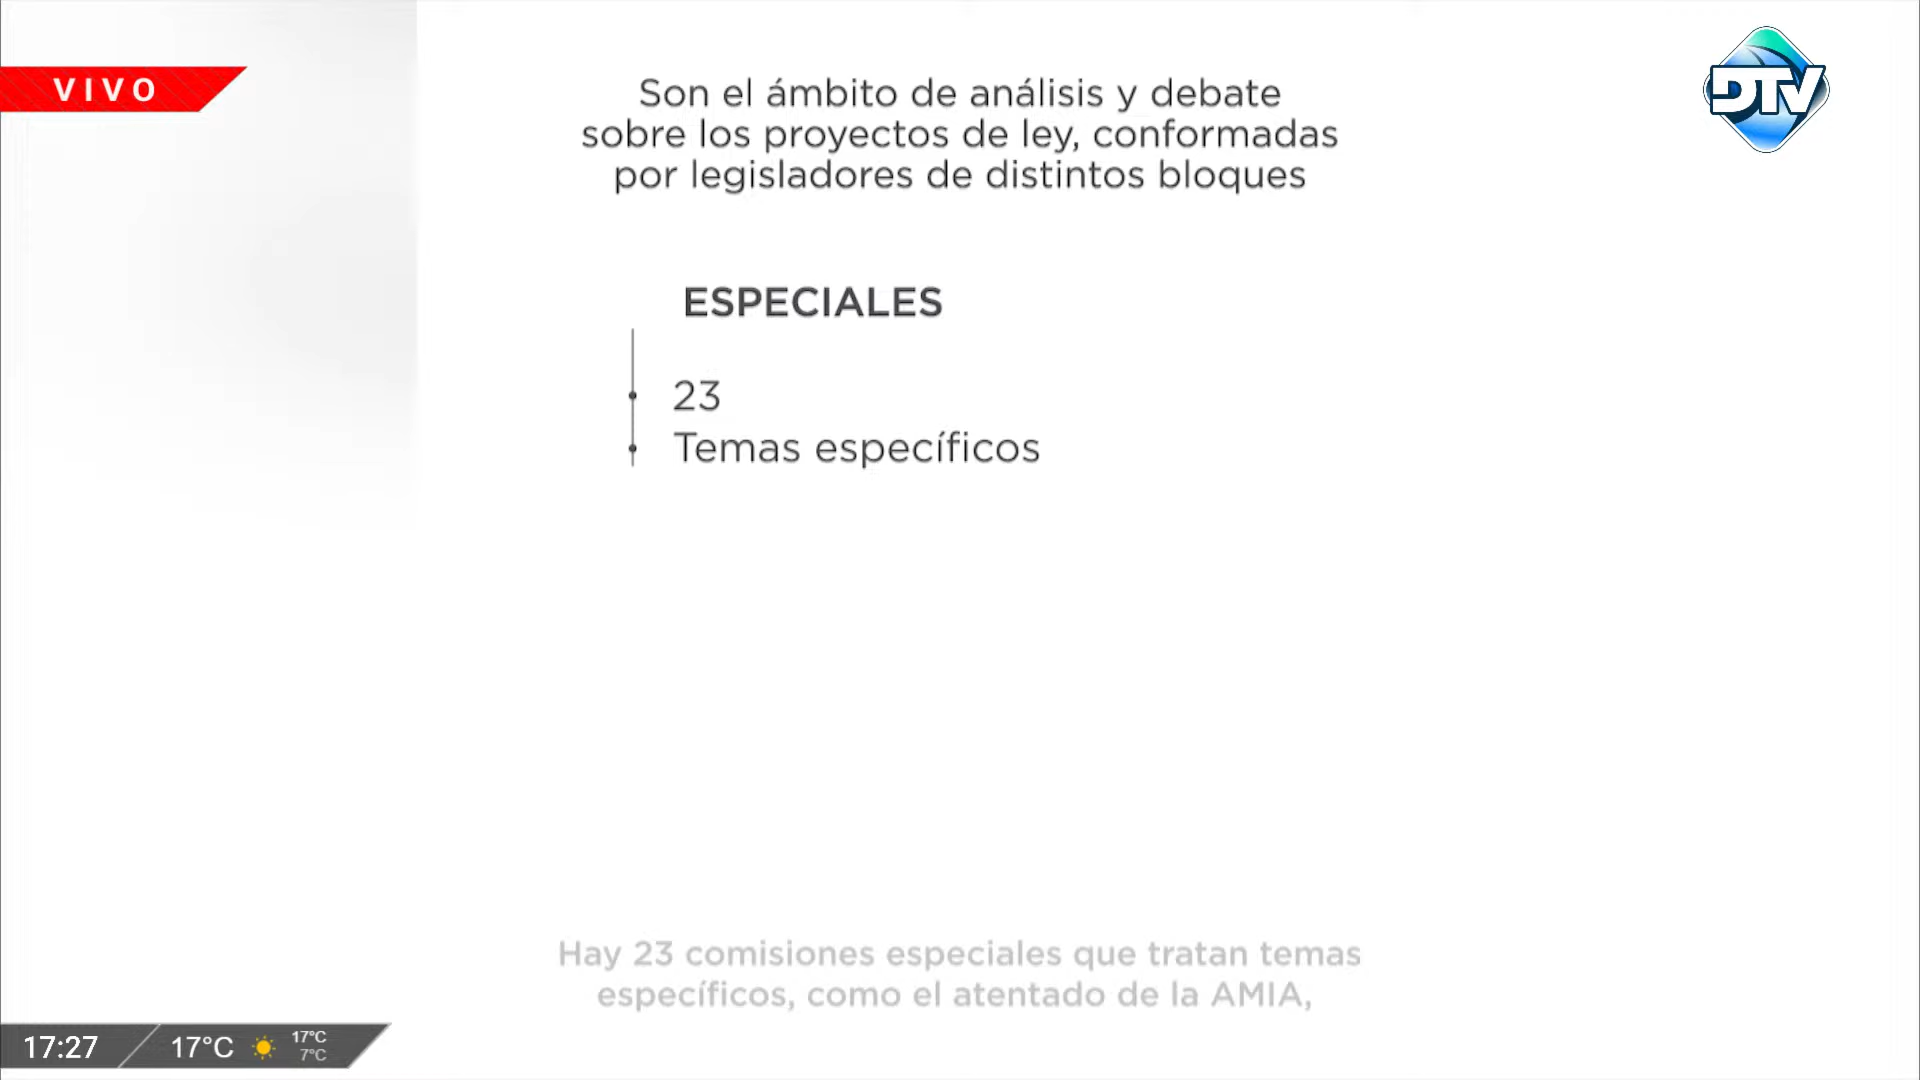 VIVO
DTV
Son el ámbito de análisis y debate
sobre los proyectos de ley, conformadas
por legisladores de distintos bloques
ESPECIALES
23
Temas específicos
Hay 23 comisiones especiales que tratan temas
específicos, como el atentado de la AMIA,
17:27
17°C
17°C
7°C